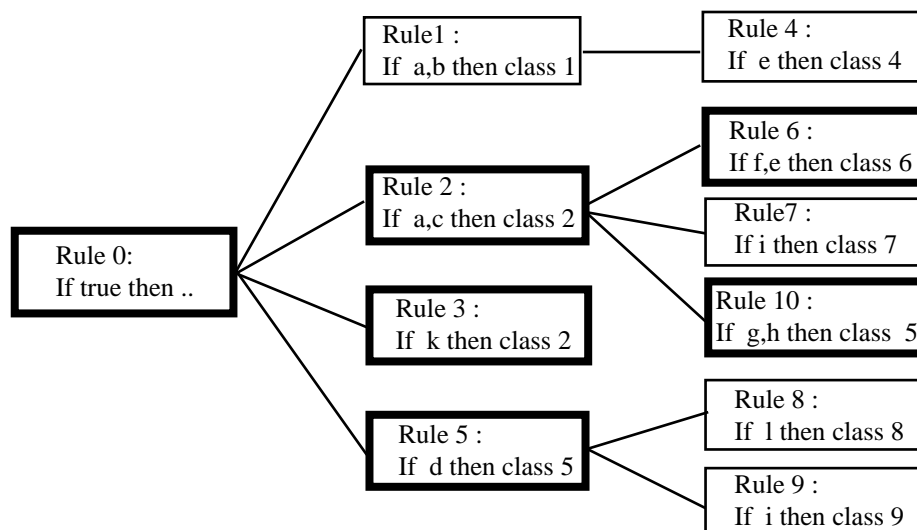 Rule1 :
If a,b then class 1
Rule 4 :
If e then class 4
Rule 6 :
If f,e then class 6
Rule 2 :
If a,c then class 2
Rule7 :
If i then class 7
Rule 0:
If true then ..
Rule 3 :
If k then class 2
Rule 10 :
If g,h then class 5
Rule 8 :
If l then class 8
Rule 5 :
If d then class 5
Rule 9 :
If i then class 9